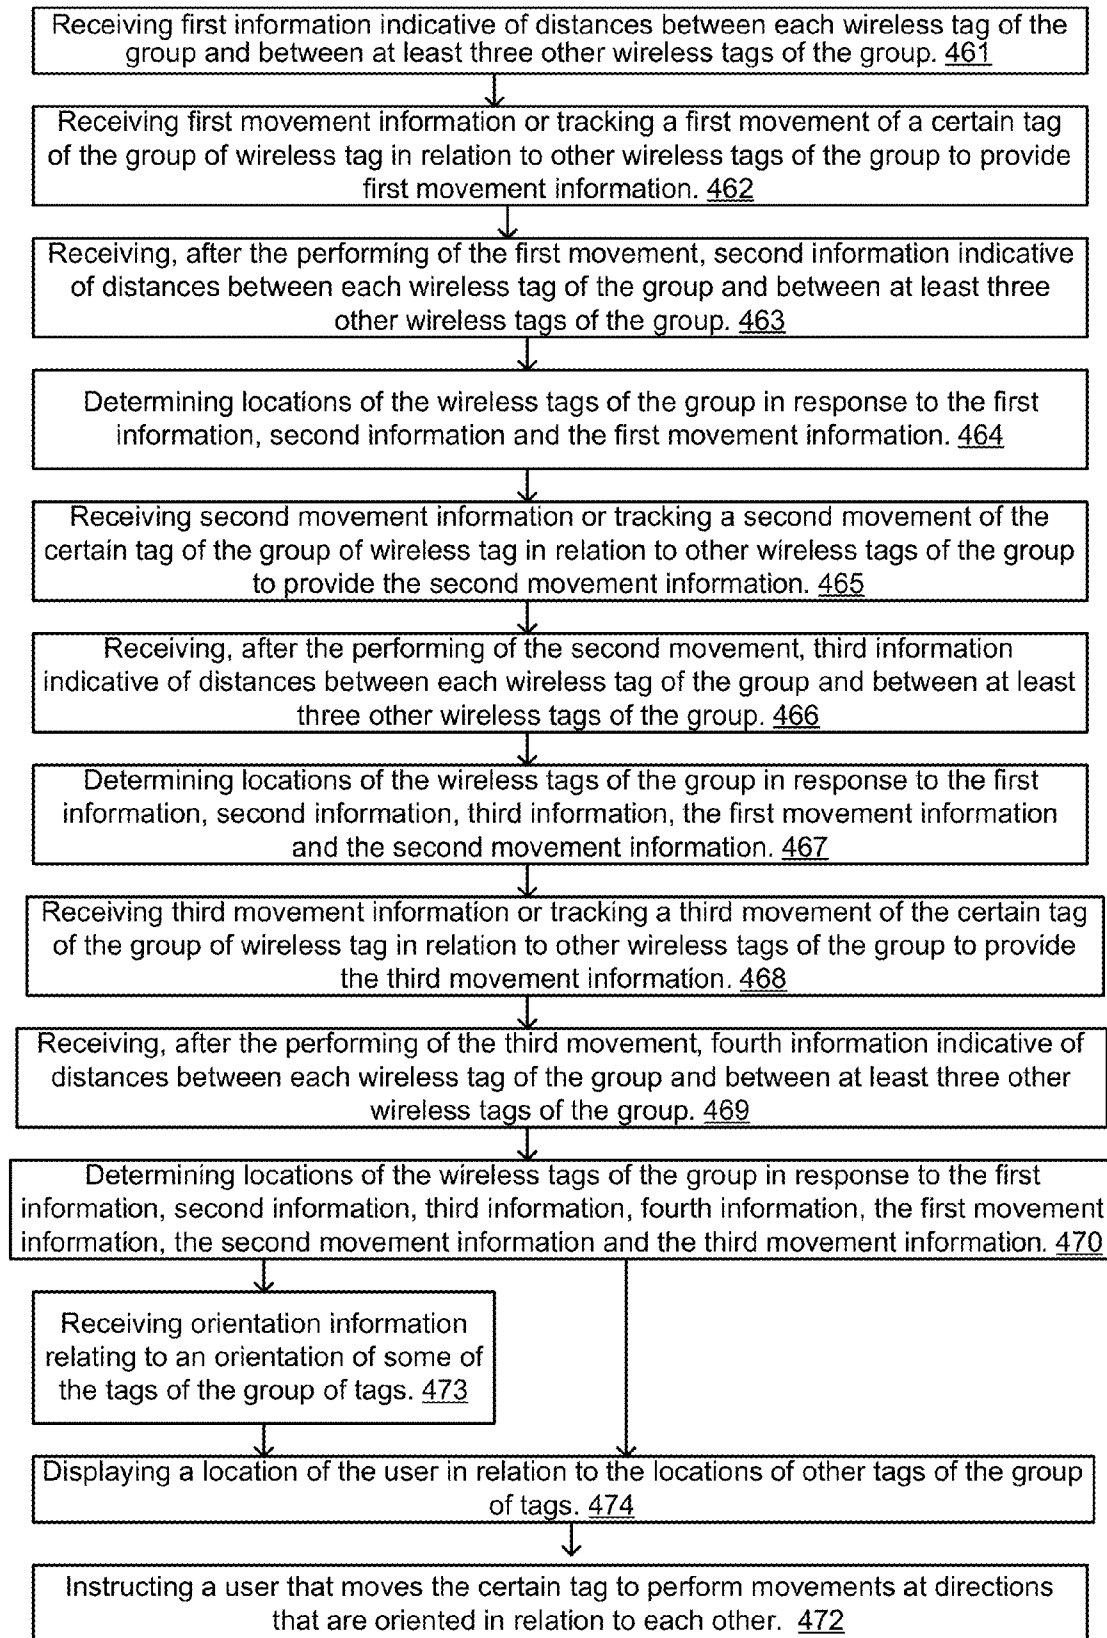 Receiving first information indicative of distances between each wireless tag of the
group and between at least three other wireless tags of the group. 461
Receiving first movement information or tracking a first movement of a certain tag
of the group of wireless tag in relation to other wireless tags of the group to provide
first movement information. 462
Receiving, after the performing of the first movement, second information indicative
of distances between each wireless tag of the group and between at least three
other wireless tags of the group. 463
Determining locations of the wireless tags of the group in response to the first
information, second information and the first movement information. 464
Receiving second movement information or tracking a second movement of the
certain tag of the group of wireless tag in relation to other wireless tags of the group
to provide the second movement information. 465
Receiving, after the performing of the second movement, third information
indicative of distances between each wireless tag of the group and between at least
three other wireless tags of the group. 466
Determining locations of the wireless tags of the group in response to the first
information, second information, third information, the first movement information
and the second movement information. 467
Receiving third movement information or tracking a third movement of the certain tag
of the group of wireless tag in relation to other wireless tags of the group to provide
the third movement information. 468
Receiving, after the performing of the third movement, fourth information indicative of
distances between each wireless tag of the group and between at least three other
wireless tags of the group. 469
Determining locations of the wireless tags of the group in response to the first
information, second information, third information, fourth information, the first movement
information, the second movement information and the third movement information. 470
Receiving orientation information
relating to an orientation of some of
the tags of the group of tags. 473
Displaying a location of the user in relation to the locations of other tags of the group
of tags. 474
Instructing a user that moves the certain tag to perform movements at directions
that are oriented in relation to each other. 472